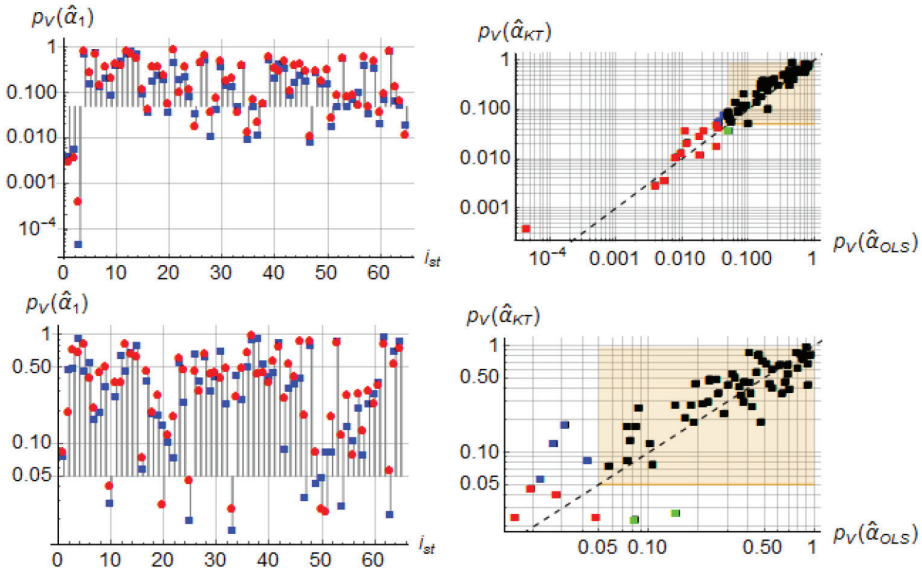 p_V(α̂_1)
1
0.100
0.010
0.001
10^−4
0 10 20 30 40 50 60 i_st
p_V(α̂_KT)
1
0.100
0.010
0.001
10^−4 0.001 0.010 0.100 1 p_V(α̂_OLS)
p_V(α̂_1)
1
0.50
0.10
0.05
0 10 20 30 40 50 60 i_st
p_V(α̂_KT)
1
0.50
0.10
0.05
0.05 0.10 0.50 1 p_V(α̂_OLS)